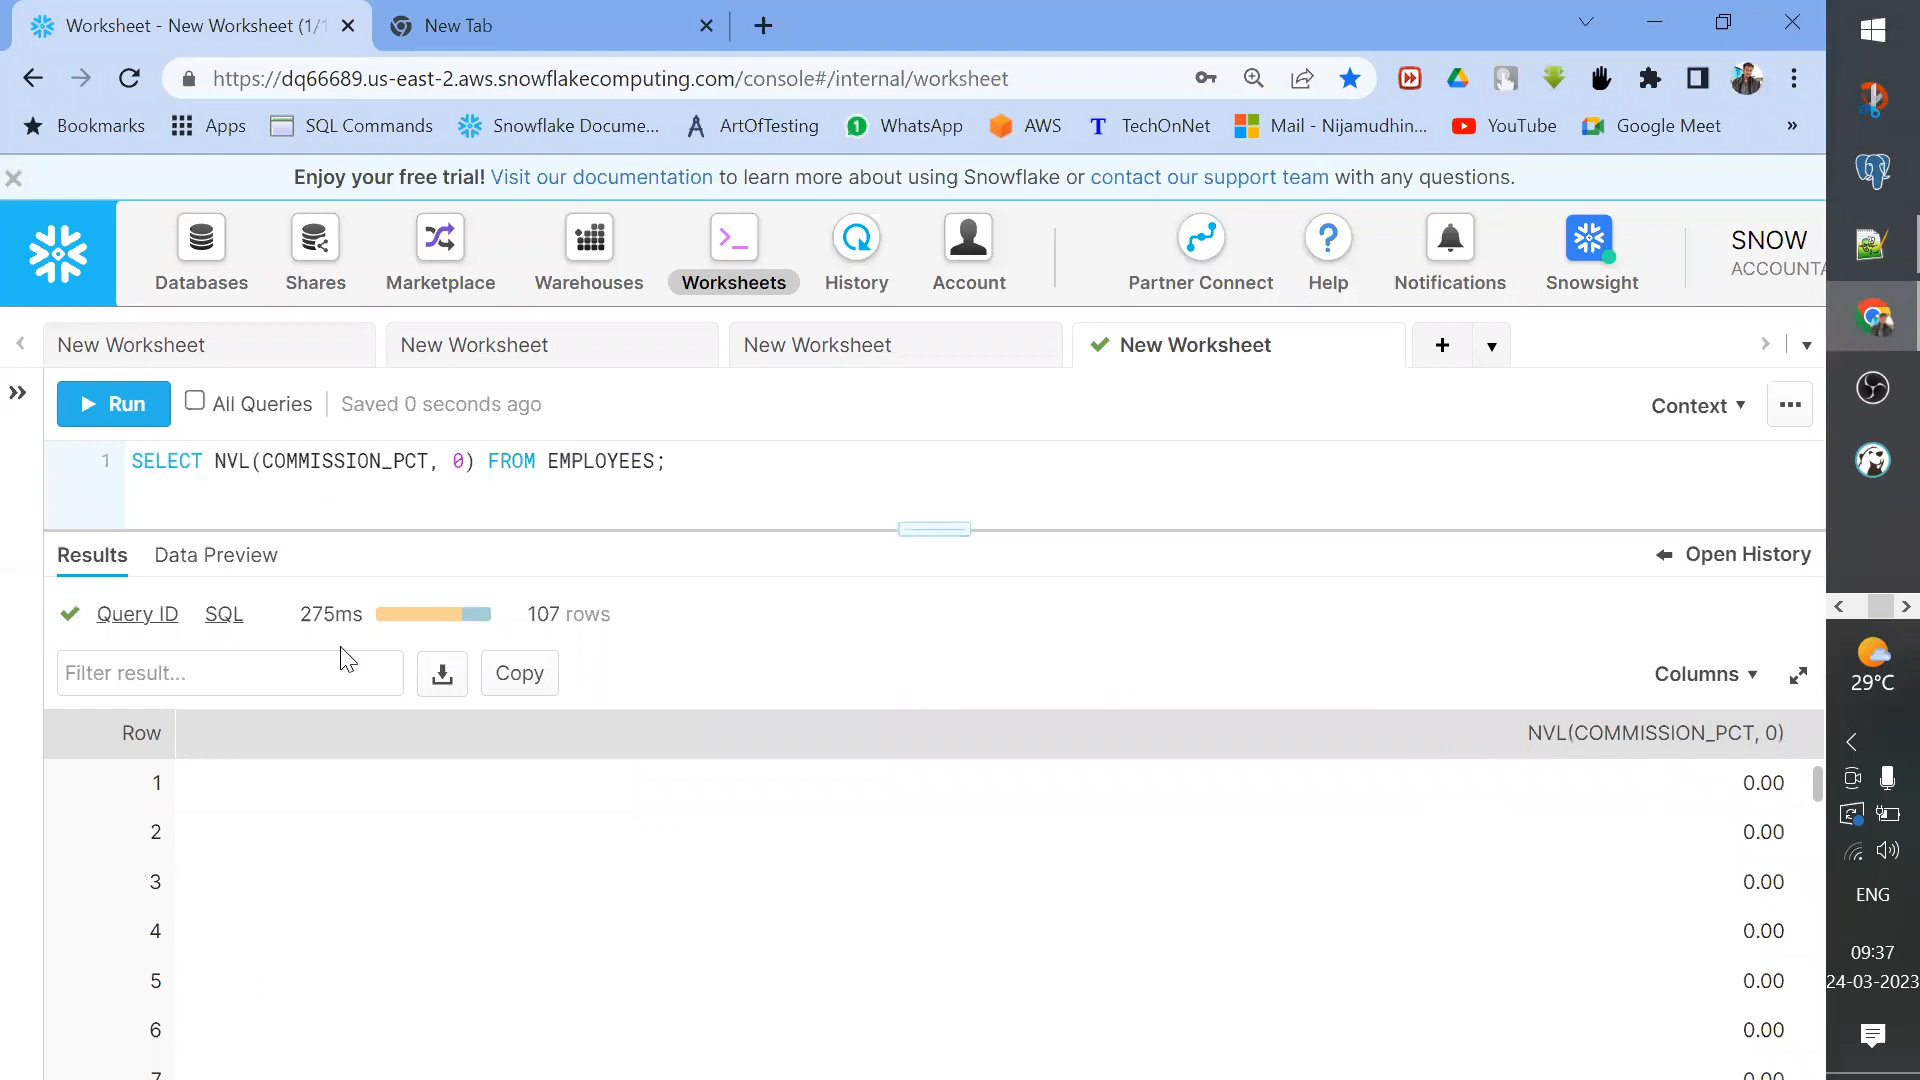 Worksheet - New Worksheet (1/1
New Tab
https://dq66689.us-east-2.aws.snowflakecomputing.com/console#/internal/worksheet
Bookmarks
Apps
SQL Commands
Snowflake Docume...
ArtOfTesting
WhatsApp
AWS
TechOnNet
Mail - Nijamudhin...
YouTube
Google Meet
»
Enjoy your free trial! Visit our documentation to learn more about using Snowflake or contact our support team with any questions.
Databases
Shares
Marketplace
Warehouses
Worksheets
History
Account
Partner Connect
Help
Notifications
Snowsight
SNOW
ACCOUNTA
New Worksheet
New Worksheet
New Worksheet
New Worksheet
Run
All Queries
Saved 0 seconds ago
Context
1 SELECT NVL(COMMISSION_PCT, 0) FROM EMPLOYEES;
Results
Data Preview
Open History
Query ID
SQL
275ms
107 rows
Filter result...
Copy
Columns
Row NVL(COMMISSION_PCT, 0)
1 0.00
2 0.00
3 0.00
4 0.00
5 0.00
6 0.00
7 0.00
29°C
ENG
09:37
24-03-2023